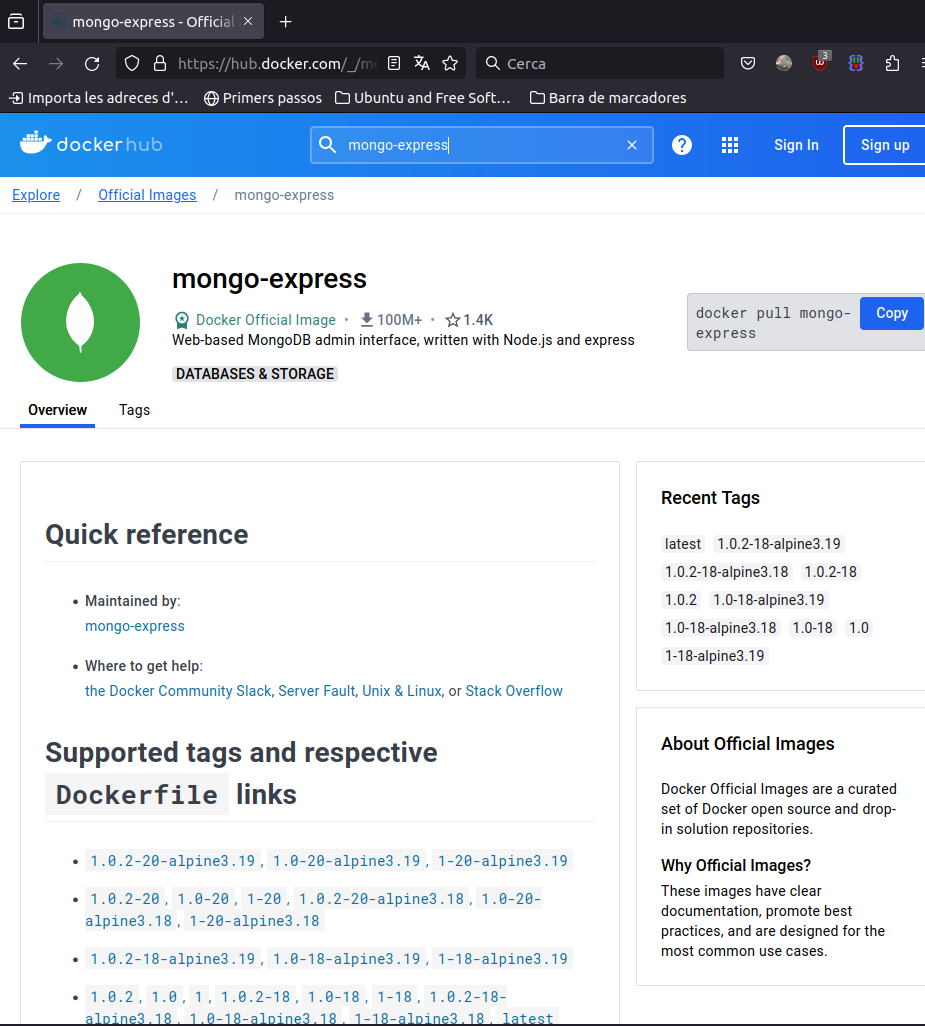 mongo-express - Official
https://hub.docker.com/_/mo
Cerca
3
Importa les adreces d'...
Primers passos
Ubuntu and Free Soft...
Barra de marcadores
dockerhub
mongo-express
Sign In
Sign up
Explore / Official Images / mongo-express
mongo-express
Docker Official Image • 100M+ • 1.4K
Web-based MongoDB admin interface, written with Node.js and express
DATABASES & STORAGE
docker pull mongo-
express
Copy
Overview
Tags
Quick reference
• Maintained by:
mongo-express
• Where to get help:
the Docker Community Slack, Server Fault, Unix & Linux, or Stack Overflow
Supported tags and respective
Dockerfile links
• 1.0.2-20-alpine3.19, 1.0-20-alpine3.19, 1-20-alpine3.19
• 1.0.2-20, 1.0-20, 1-20, 1.0.2-20-alpine3.18, 1.0-20-
alpine3.18, 1-20-alpine3.18
• 1.0.2-18-alpine3.19, 1.0-18-alpine3.19, 1-18-alpine3.19
• 1.0.2, 1.0, 1, 1.0.2-18, 1.0-18, 1-18, 1.0.2-18-
alpine3.18, 1.0-18-alpine3.18, 1-18-alpine3.18, latest
Recent Tags
latest 1.0.2-18-alpine3.19
1.0.2-18-alpine3.18 1.0.2-18
1.0.2 1.0-18-alpine3.19
1.0-18-alpine3.18 1.0-18 1.0
1-18-alpine3.19
About Official Images
Docker Official Images are a curated
set of Docker open source and drop-
in solution repositories.
Why Official Images?
These images have clear
documentation, promote best
practices, and are designed for the
most common use cases.